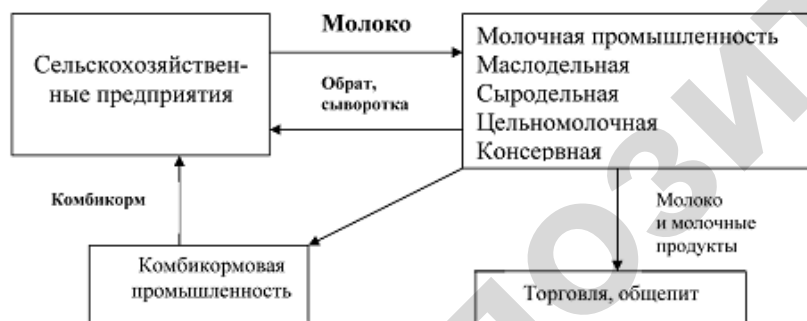 Молоко
Сельскохозяйствен-
ные предприятия
Обрат,
сыворотка
Молочная промышленность
Маслодельная
Сыродельная
Цельномолочная
Консервная
Комбикорм
Молоко
и молочные
продукты
Комбикормовая
промышленность
Торговля, общепит